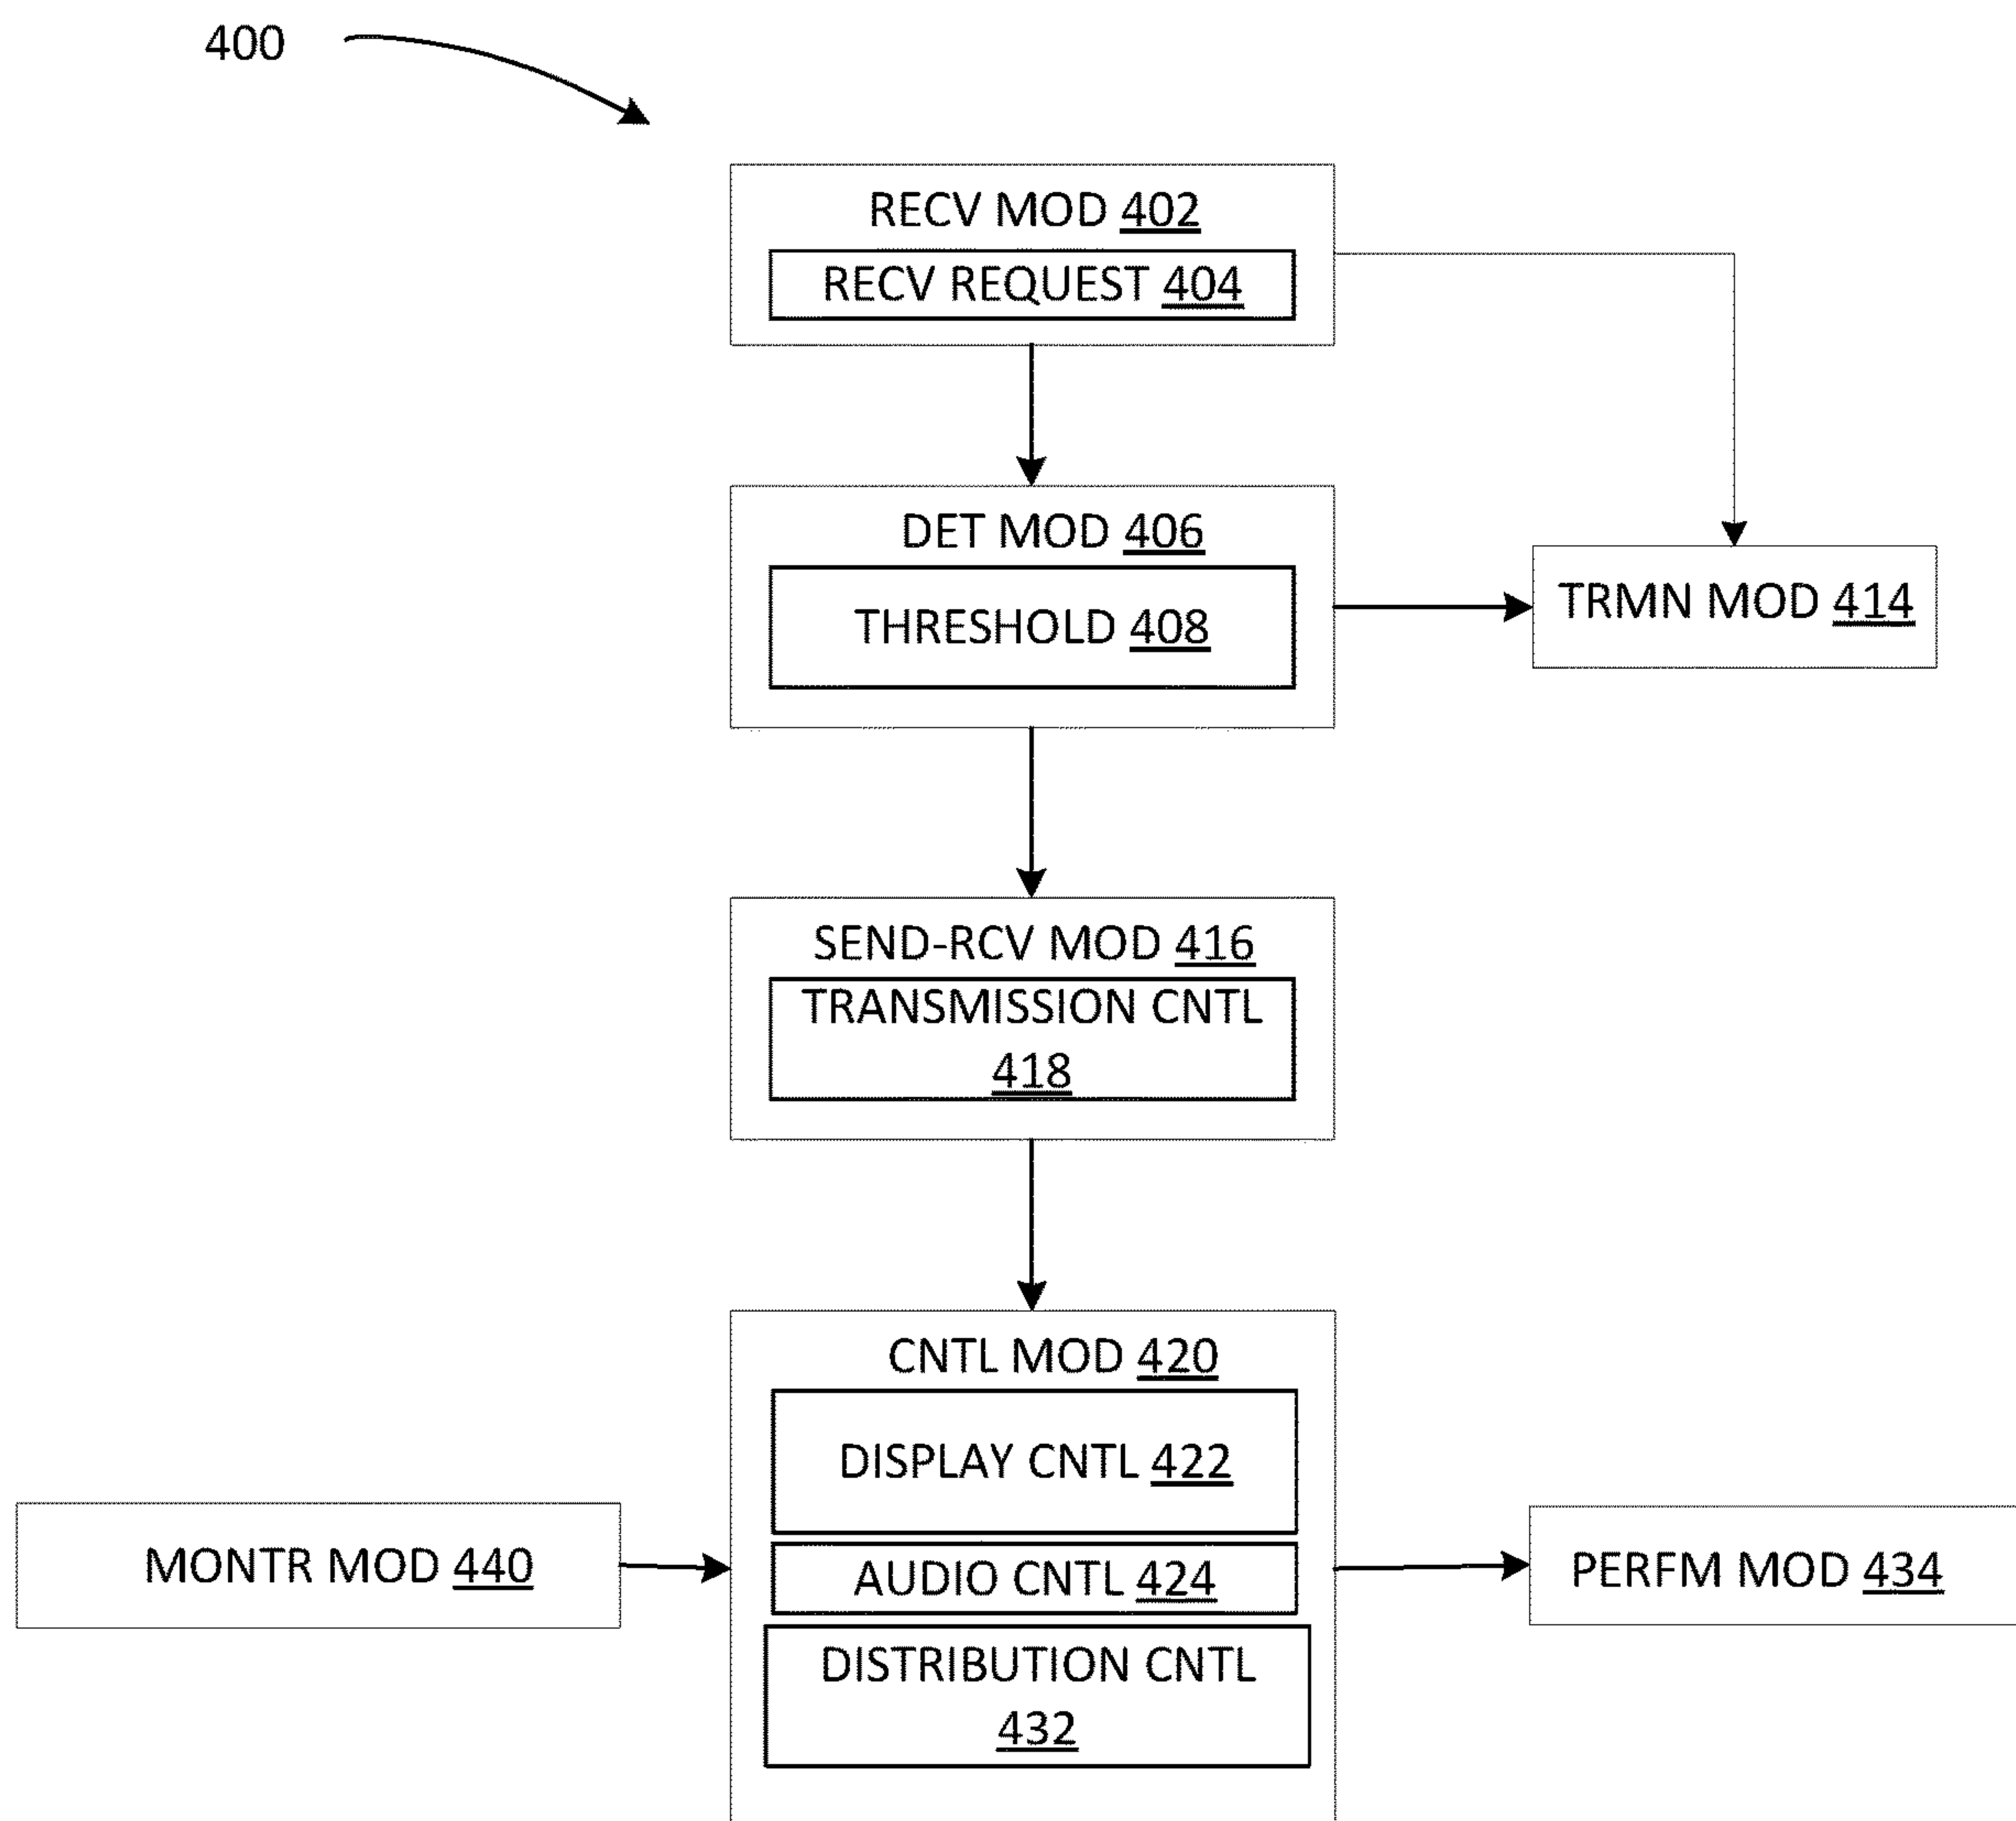 400
RECV MOD 402
RECV REQUEST 404
DET MOD 406
THRESHOLD 408
TRMN MOD 414
SEND-RCV MOD 416
TRANSMISSION CNTL
418
CNTL MOD 420
DISPLAY CNTL 422
MONTR MOD 440
AUDIO CNTL 424
PERFM MOD 434
DISTRIBUTION CNTL
432